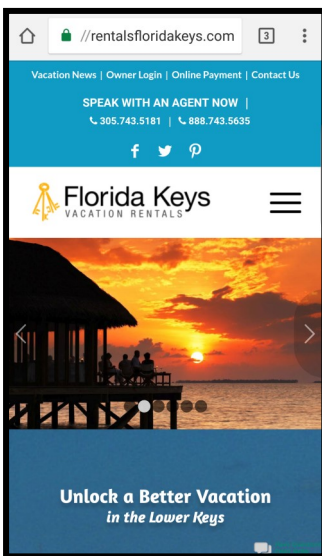 //rentalsfloridakeys.com 3
Vacation News | Owner Login | Online Payment | Contact Us
SPEAK WITH AN AGENT NOW |
305.743.5181 | 888.743.5635
Florida Keys
VACATION RENTALS
Unlock a Better Vacation
in the Lower Keys